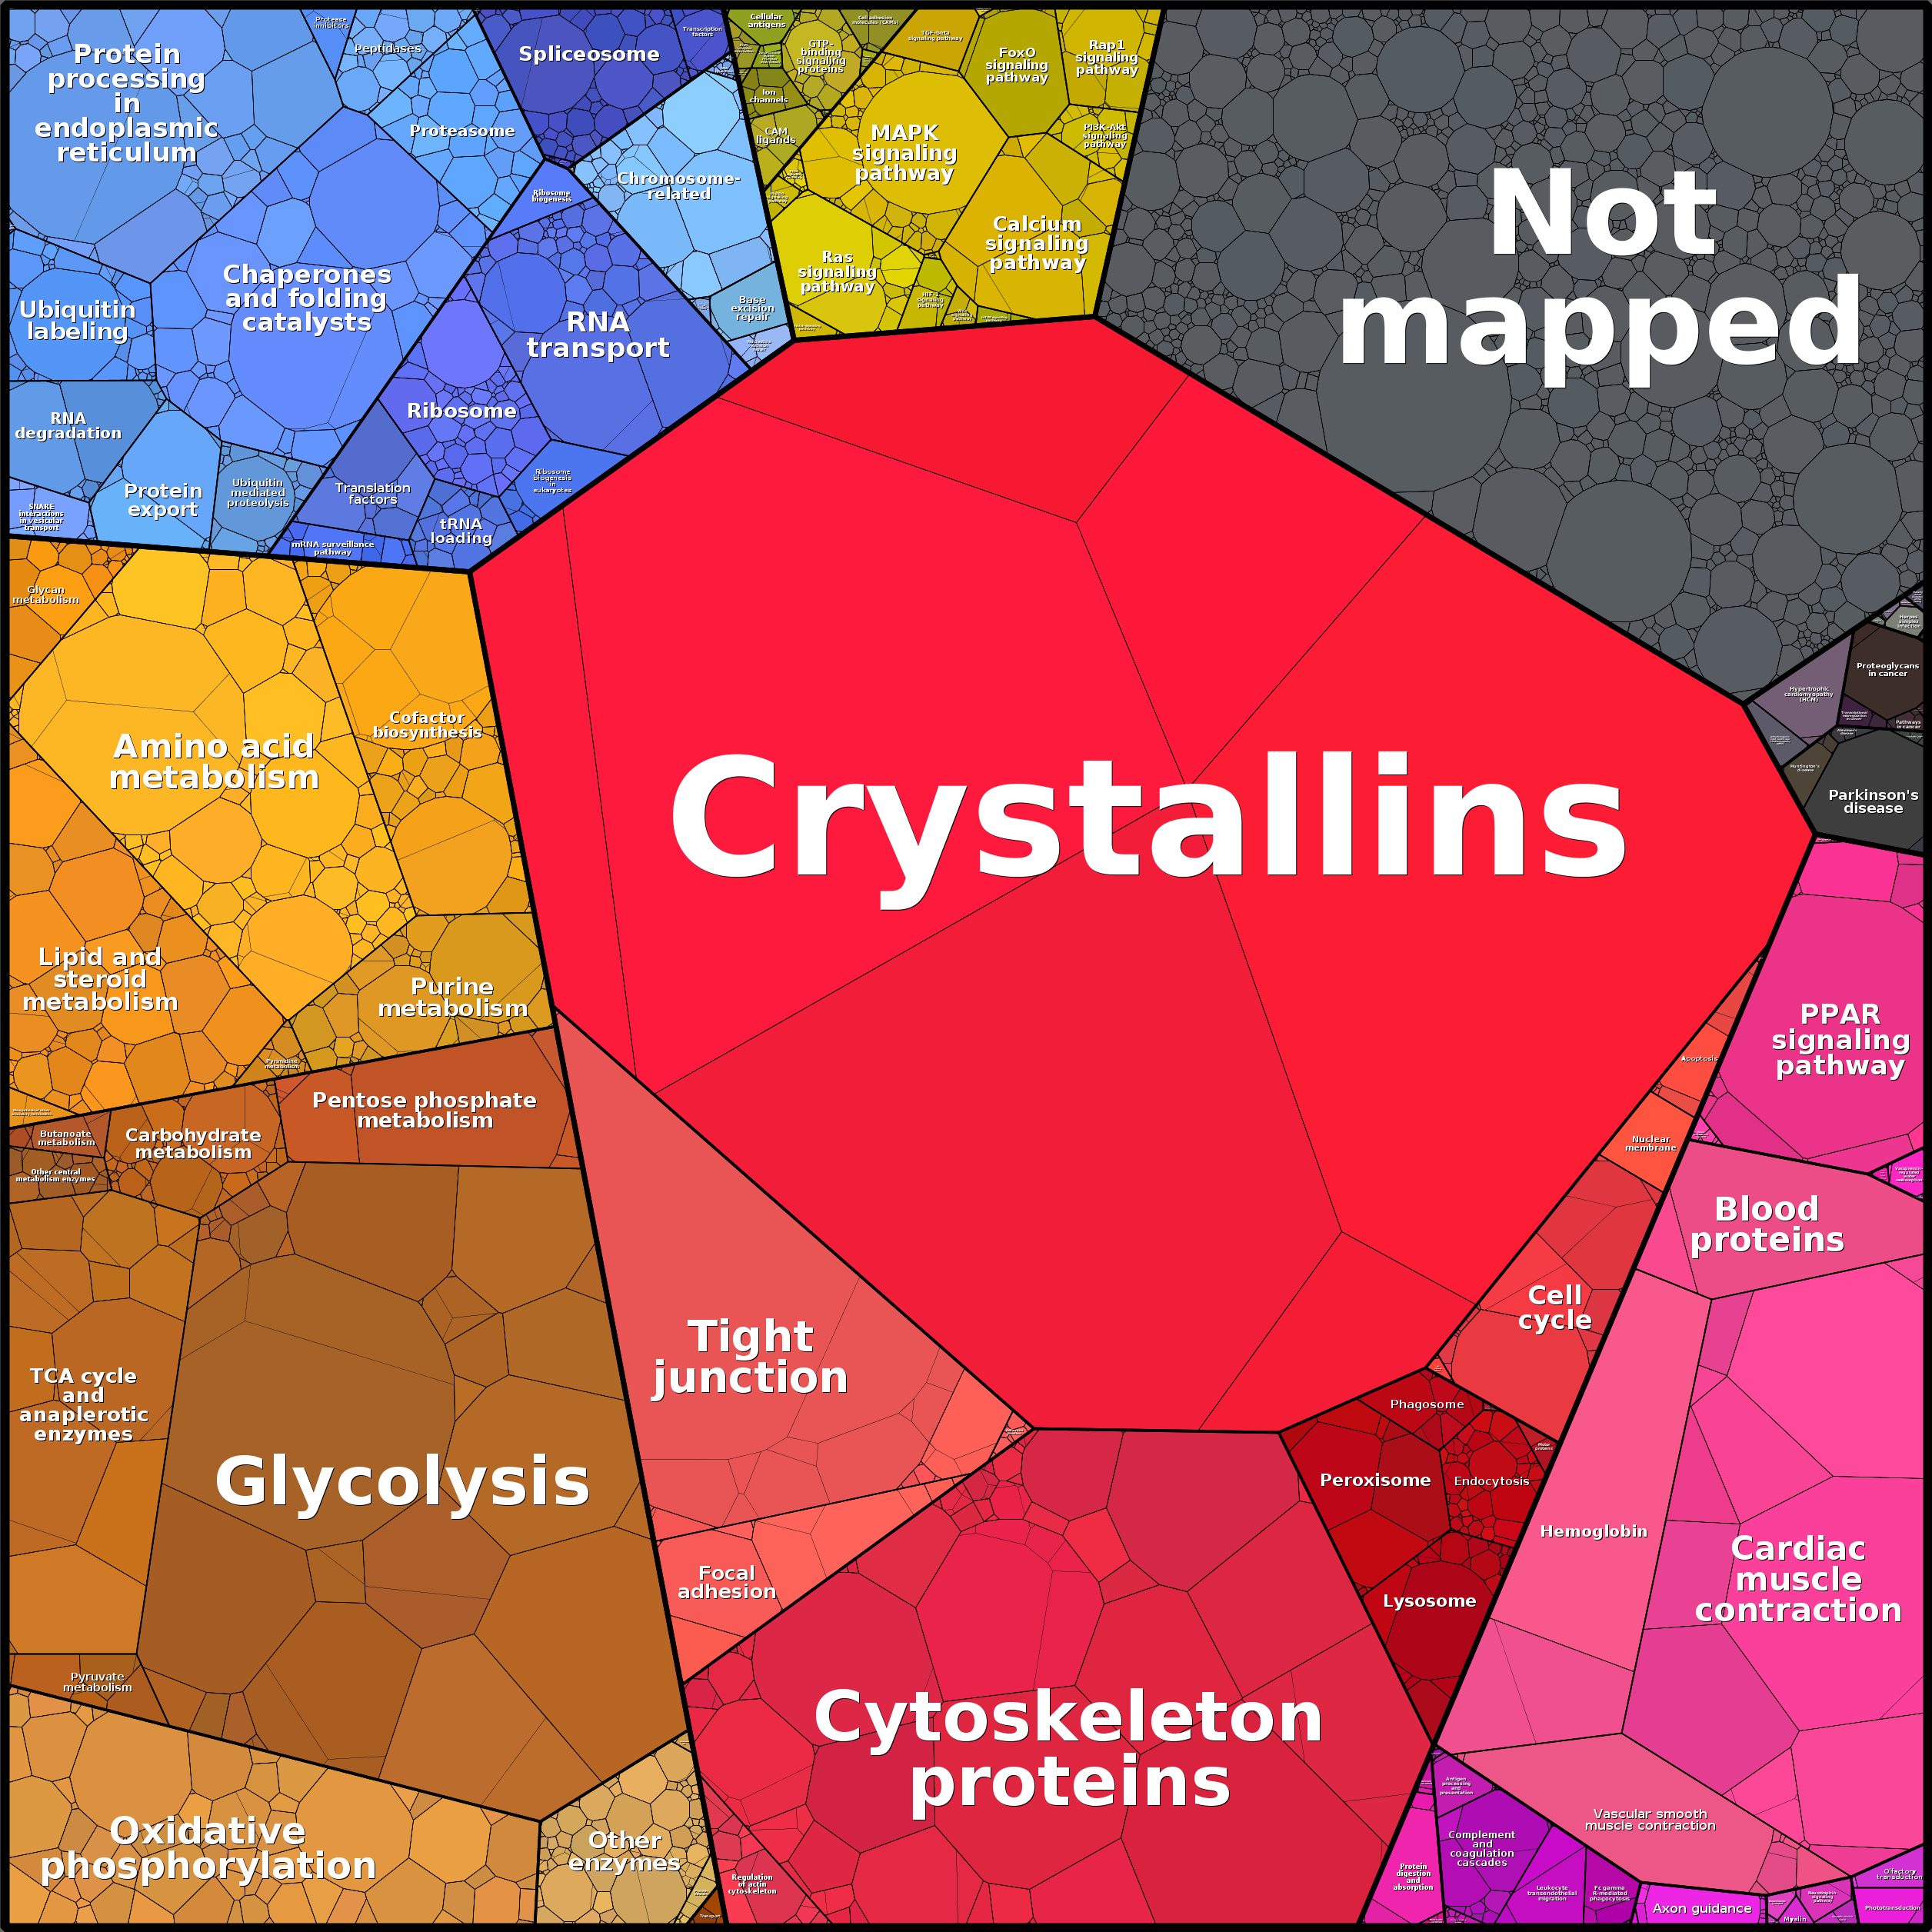 Protein
processing
in
endoplasmic
reticulum
Protease
inhibitors
Peptidases
Proteasome
Spliceosome
Transcription
factors
Chromosome-
related
Ribosome
biogenesis
Chaperones
and folding
catalysts
Ubiquitin
labeling
RNA
transport
Base
excision
repair
RNA
degradation
Ribosome
Protein
export
Ubiquitin
mediated
proteolysis
SNARE
interactions
in vesicular
transport
Translation
factors
Ribosome
biogenesis
in
eukaryotes
tRNA
loading
mRNA surveillance
pathway
Cellular
antigens
Cell adhesion
molecules (CAMs)
GTP-
binding
signaling
proteins
Ion
channels
CAM
ligands
TGF-beta
signaling pathway
FoxO
signaling
pathway
Rap1
signaling
pathway
MAPK
signaling
pathway
PI3K-Akt
signaling
pathway
Ras
signaling
pathway
Calcium
signaling
pathway
Not
mapped
Herpes
simplex
infection
Proteoglycans
in cancer
Hypertrophic
cardiomyopathy
(HCM)
Pathways
in cancer
Huntington's
disease
Parkinson's
disease
Crystallins
Glycan
metabolism
Amino acid
metabolism
Cofactor
biosynthesis
Lipid and
steroid
metabolism
Purine
metabolism
Pyrimidine
metabolism
Pentose phosphate
metabolism
Butanoate
metabolism
Carbohydrate
metabolism
Other central
metabolism enzymes
TCA cycle
and
anaplerotic
enzymes
Glycolysis
Pyruvate
metabolism
Oxidative
phosphorylation
Other
enzymes
Transport
Tight
junction
Focal
adhesion
Cytoskeleton
proteins
Regulation
of actin
cytoskeleton
Apoptosis
Nuclear
membrane
Cell
cycle
Phagosome
Peroxisome
Endocytosis
Motor
proteins
Lysosome
PPAR
signaling
pathway
Blood
proteins
Hemoglobin
Cardiac
muscle
contraction
Vascular smooth
muscle contraction
Antigen
processing
and
presentation
Complement
and
coagulation
cascades
Protein
digestion
and
absorption
Leukocyte
transendothelial
migration
Fc gamma
R-mediated
phagocytosis
Axon guidance
Myelin
Olfactory
transduction
Phototransduction